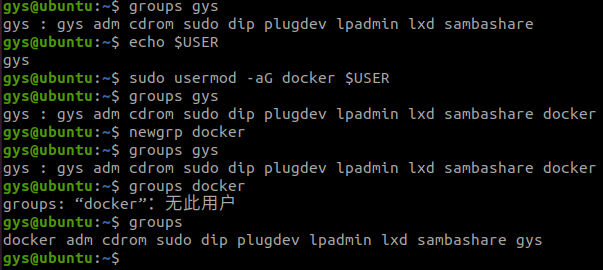 gys@ubuntu:~$ groups gys
gys : gys adm cdrom sudo dip plugdev lpadmin lxd sambashare
gys@ubuntu:~$ echo $USER
gys
gys@ubuntu:~$ sudo usermod -aG docker $USER
gys@ubuntu:~$ groups gys
gys : gys adm cdrom sudo dip plugdev lpadmin lxd sambashare docker
gys@ubuntu:~$ newgrp docker
gys@ubuntu:~$ groups gys
gys : gys adm cdrom sudo dip plugdev lpadmin lxd sambashare docker
gys@ubuntu:~$ groups docker
groups: “docker”：无此用户
gys@ubuntu:~$ groups
docker adm cdrom sudo dip plugdev lpadmin lxd sambashare gys
gys@ubuntu:~$